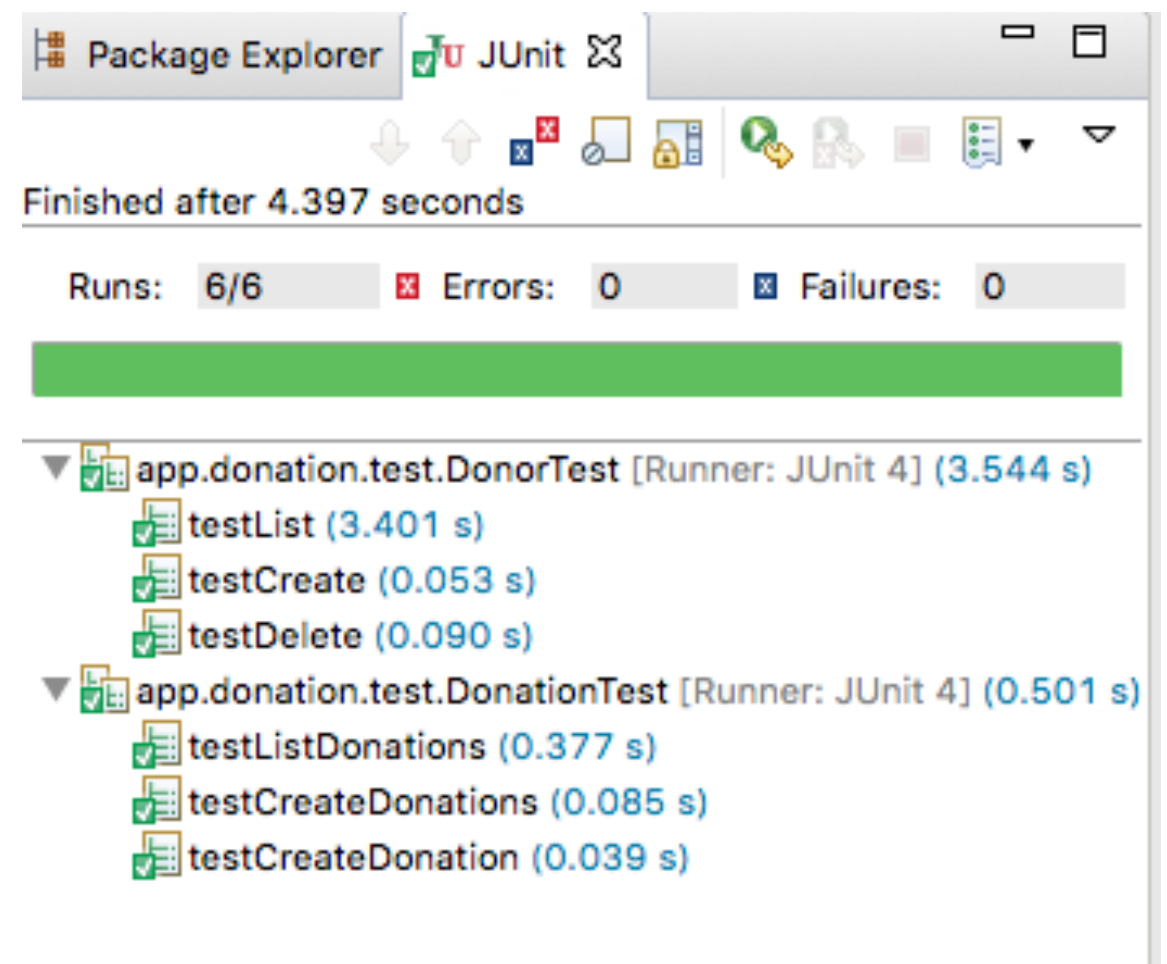 Package Explorer JU JUnit
Finished after 4.397 seconds
Runs: 6/6 Errors: 0 Failures: 0
app.donation.test.DonorTest [Runner: JUnit 4] (3.544 s)
testList (3.401 s)
testCreate (0.053 s)
testDelete (0.090 s)
app.donation.test.DonationTest [Runner: JUnit 4] (0.501 s)
testListDonations (0.377 s)
testCreateDonations (0.085 s)
testCreateDonation (0.039 s)